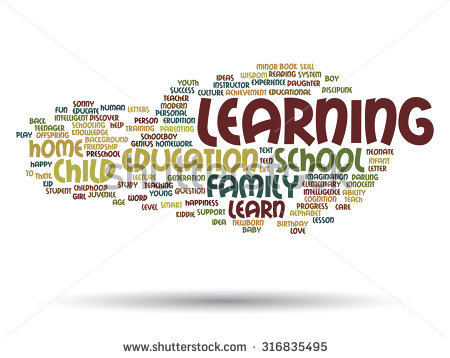 MINOR BOOK SKILL
IDEAS WISDOM READING SYSTEM
YOUTH INSTRUCTOR EXPERIENCE DAUGHTER BOY
SUCCESS CULTURE ACHIEVEMENT EDUCATIONAL DISCIPLINE
TEACHER
SONNY MODERN
FUN EDUCATE HUMAN LETTERS
PERSONAL
BACK INTELLIGENT DISCOVER PERSON ERUDITION
LEARNING
TEENAGER SCHOOLING HELP TRAINING PARENTING
PLAY OFFSPRING KNOWLEDGE SCHOOLBOY
BACKGROUND GENIUS HOMEWORK
HOME FRIENDSHIP TEXT LETTER IDEATE
HAPPY PRESCHOOL EDUCATION SCHOOL INFANT
CHILD LIFE LETTER
TO THINK LECTURE GENERATION FAMILY IMAGINATION DARLING
KID STUDY TEACHING YOUNG INTELLIGENCE ELEMENTARY INNOCENT
STUDENT CHILDHOOD QUESTION COGNITION ABILITY
GIRL JUVENILE AGE WORD PROGRESS TEACH
LEVEL SMART HAPPINESS LEARN LESSON CARE
KIDDIE SUPPORT ALPHABET
IDEA NEWBORN BIRTHDAY
BABY LOVE
shutterstock
www.shutterstock.com · 316835495